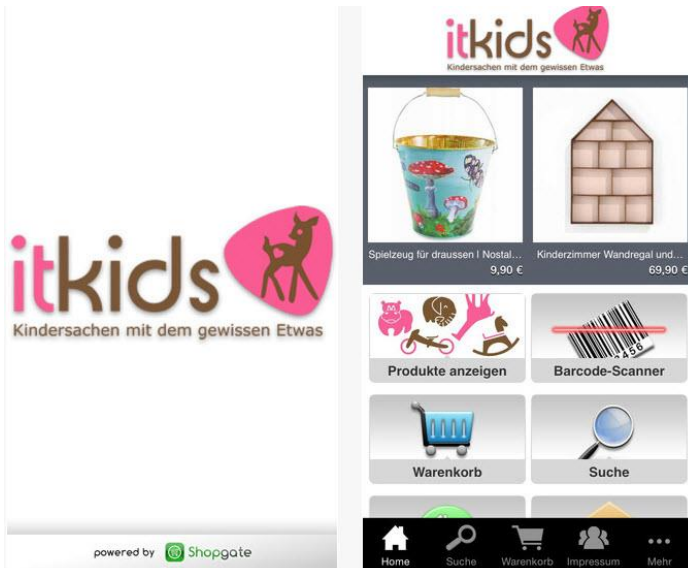 itkids
Kindersachen mit dem gewissen Etwas
powered by Shopgate
itkids
Kindersachen mit dem gewissen Etwas
Spielzeug für draussen I Nostal...
9,90 €
Kinderzimmer Wandregal und...
69,90 €
Produkte anzeigen
Barcode-Scanner
3456
Warenkorb
Suche
Home
Suche
Warenkorb
Impressum
Mehr